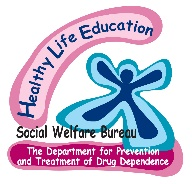 Healthy Life Education
Social Welfare Bureau
The Department for Prevention
and Treatment of Drug Dependence